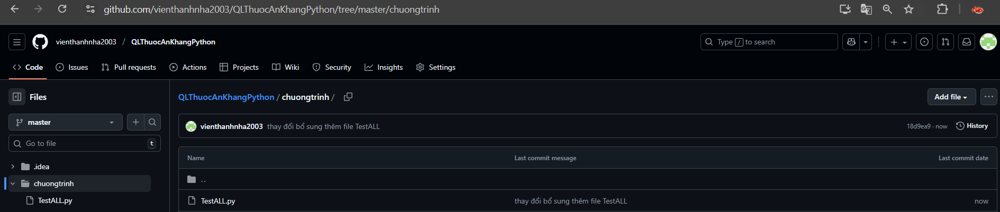 github.com/vienthanhnha2003/QLThuocAnKhangPython/tree/master/chuongtrinh
vienthanhnha2003 / QLThuocAnKhangPython
Type / to search
Code Issues Pull requests Actions Projects Wiki Security Insights Settings
Files
QLThuocAnKhangPython / chuongtrinh /
Add file
master
vienthanhnha2003 thay đổi bổ sung thêm file TestALL
18d9ea9 · now History
Go to file t
Name Last commit message Last commit date
.idea
..
chuongtrinh
TestALL.py
TestALL.py thay đổi bổ sung thêm file TestALL now